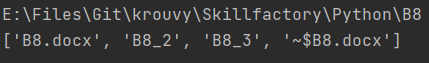 E:\Files\Git\krouvy\Skillfactory\Python\B8
['B8.docx', 'B8_2', 'B8_3', '~$B8.docx']